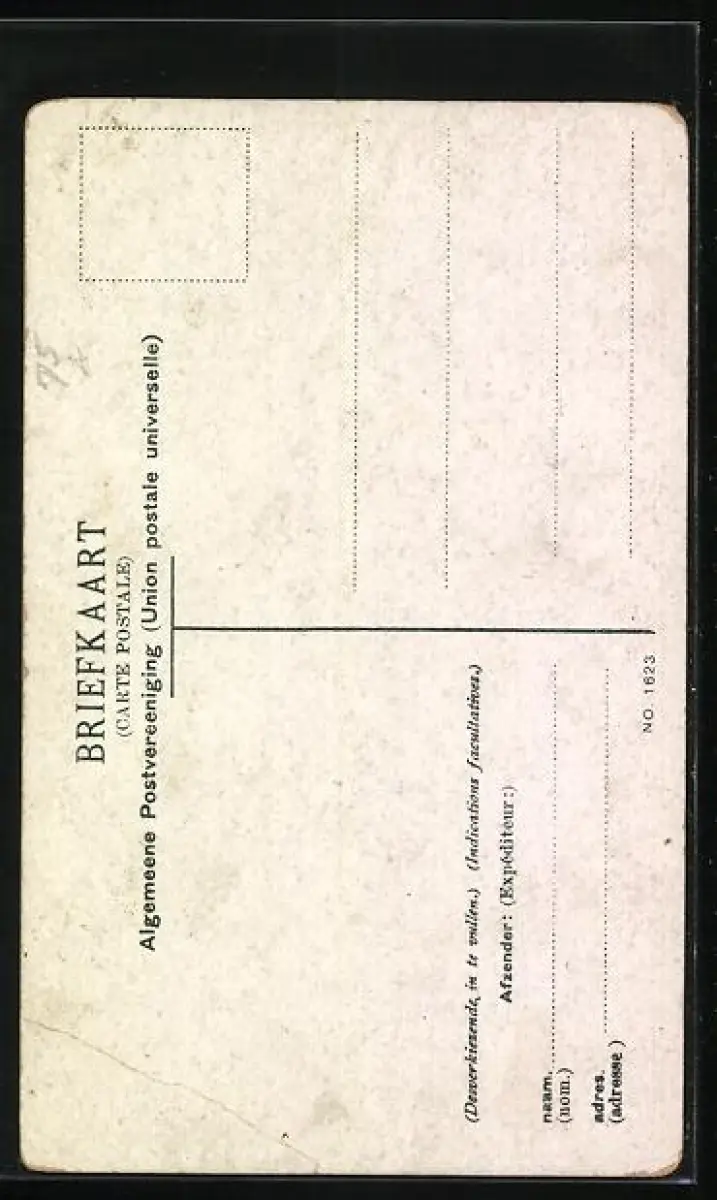 BRIEFKAART
(CARTE POSTALE)
Algemeene Postvereeniging (Union postale universelle)
75
(Desverkiezende, in te vullen.) (Indications facultatives.)
Afzender: (Expéditeur:)
naam.
(nom.)
adres.
(adresse)
NO. 1623